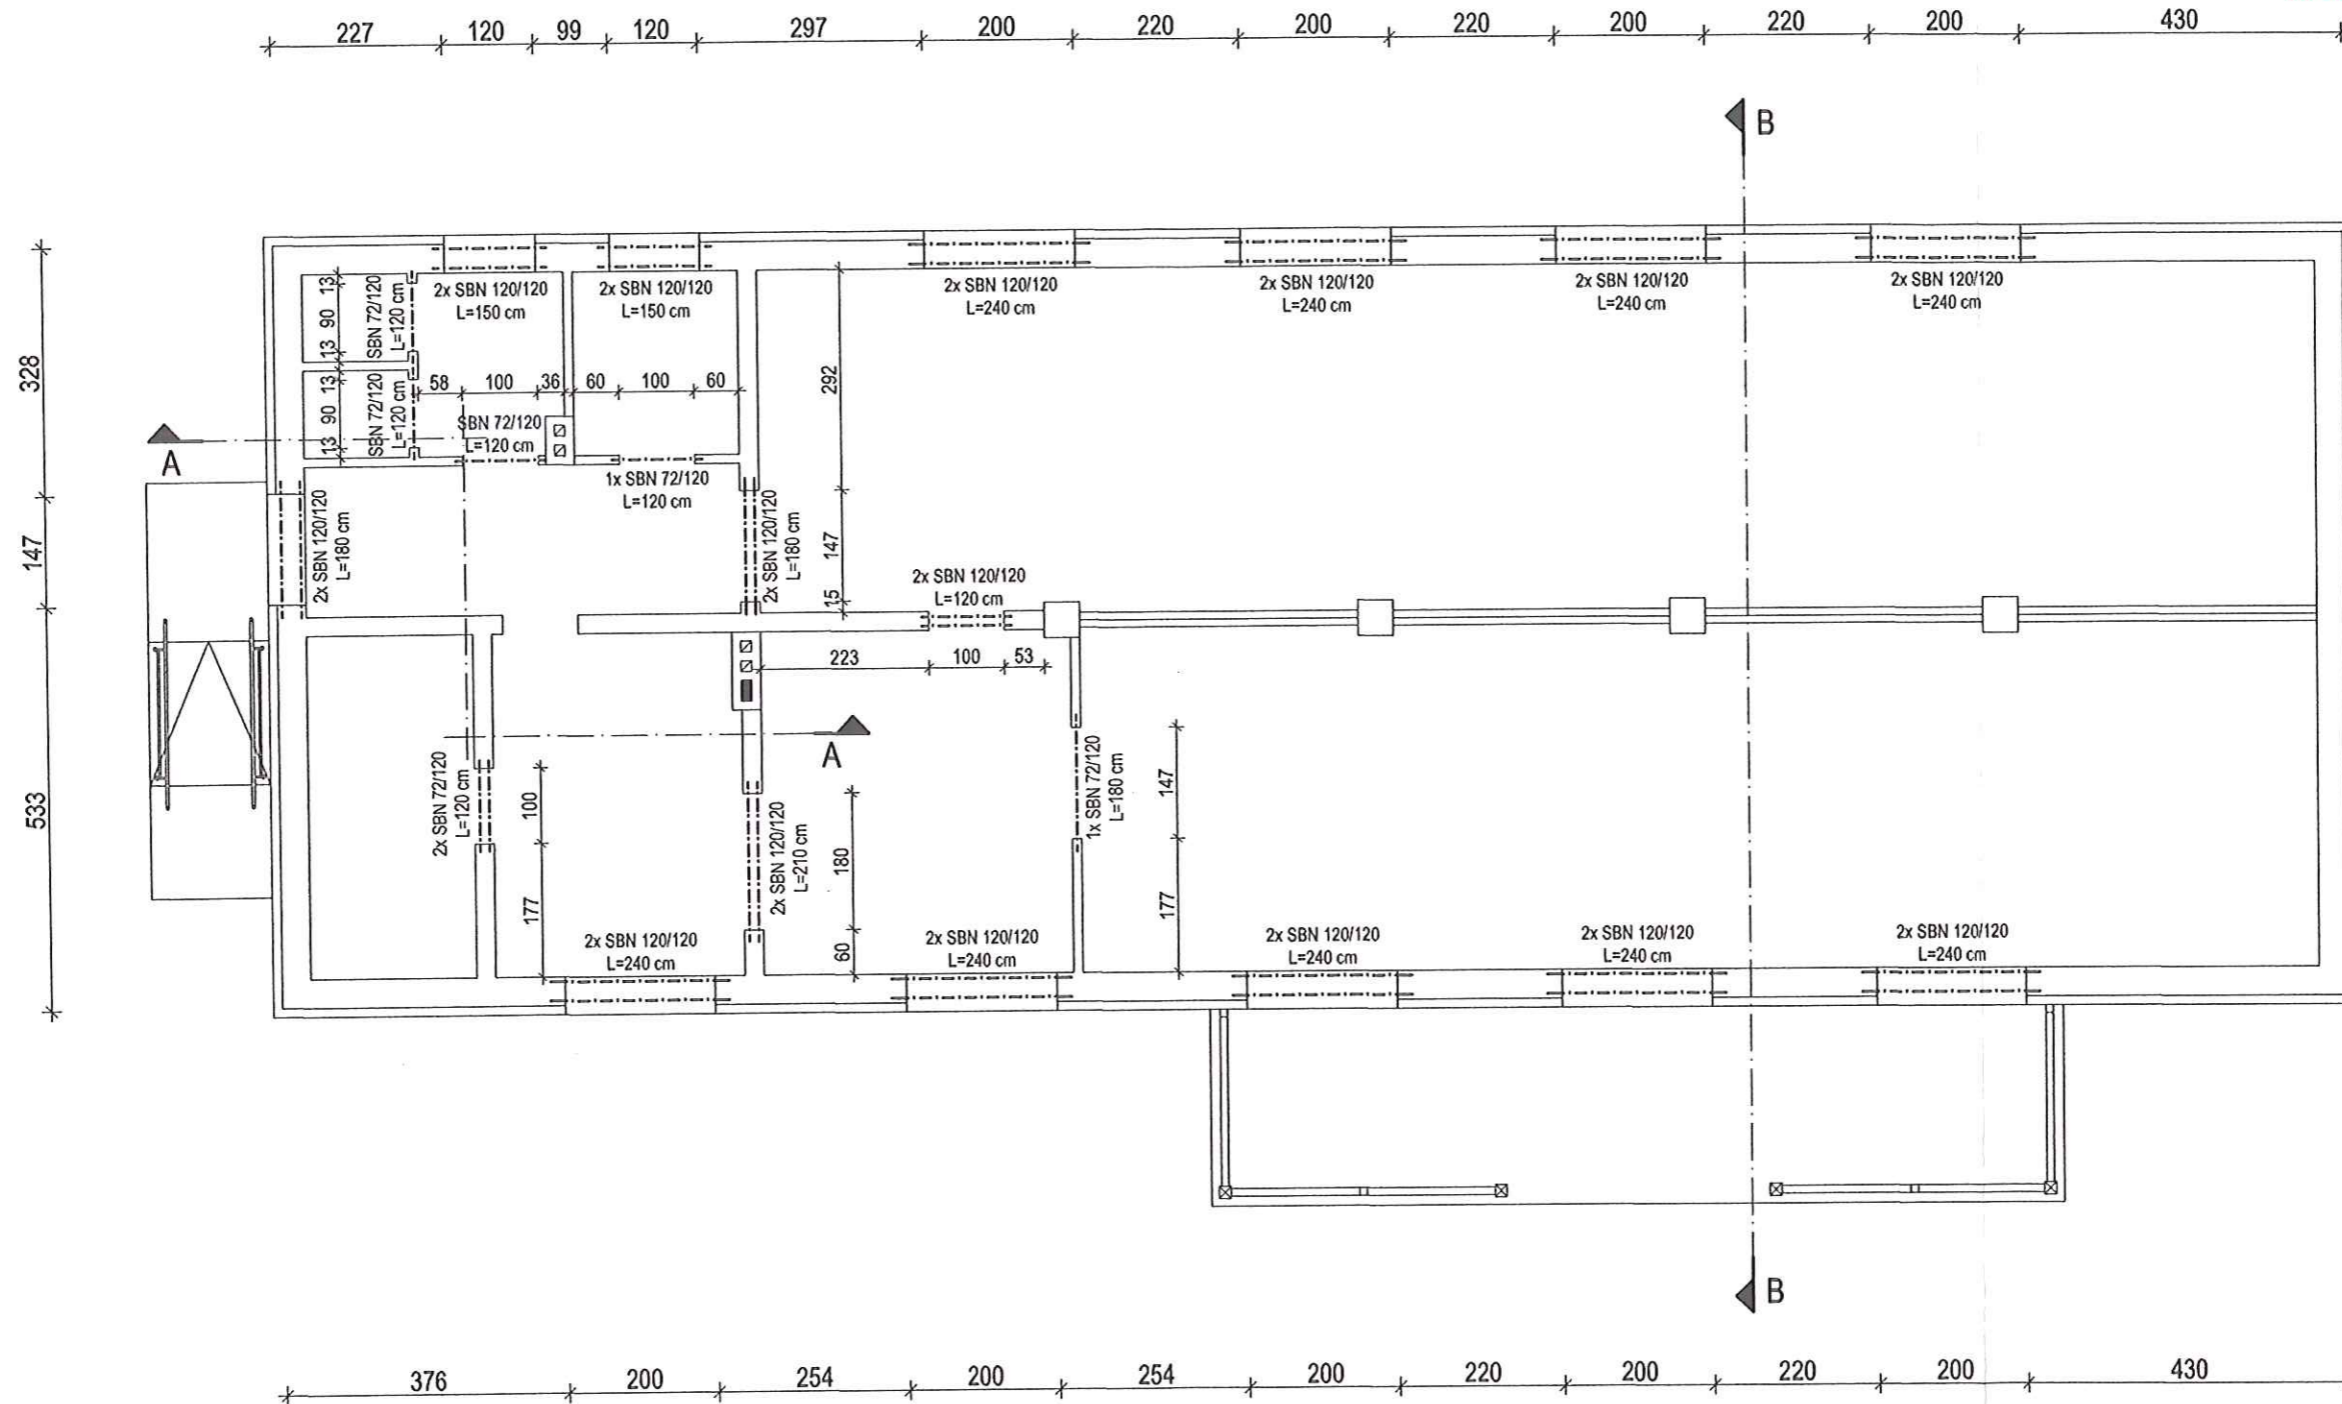 227 120 99 120 297 200 220 200 220 200 220 200 430
B
2x SBN 120/120
L=150 cm
2x SBN 120/120
L=150 cm
2x SBN 120/120
L=240 cm
2x SBN 120/120
L=240 cm
2x SBN 120/120
L=240 cm
2x SBN 120/120
L=240 cm
13 90 13
SBN 72/120
L=120 cm
13 90 13
SBN 72/120
L=120 cm
328
147
533
58 100 36 60 100 60
SBN 72/120
L=120 cm
1x SBN 72/120
L=120 cm
292
147
15
A
2x SBN 120/120
L=180 cm
2x SBN 120/120
L=180 cm
2x SBN 120/120
L=120 cm
223 100 53
A
2x SBN 72/120
L=120 cm
100
177
2x SBN 120/120
L=210 cm
180
60
1x SBN 72/120
L=180 cm
147
177
2x SBN 120/120
L=240 cm
2x SBN 120/120
L=240 cm
2x SBN 120/120
L=240 cm
2x SBN 120/120
L=240 cm
2x SBN 120/120
L=240 cm
B
376 200 254 200 254 200 220 200 220 200 430